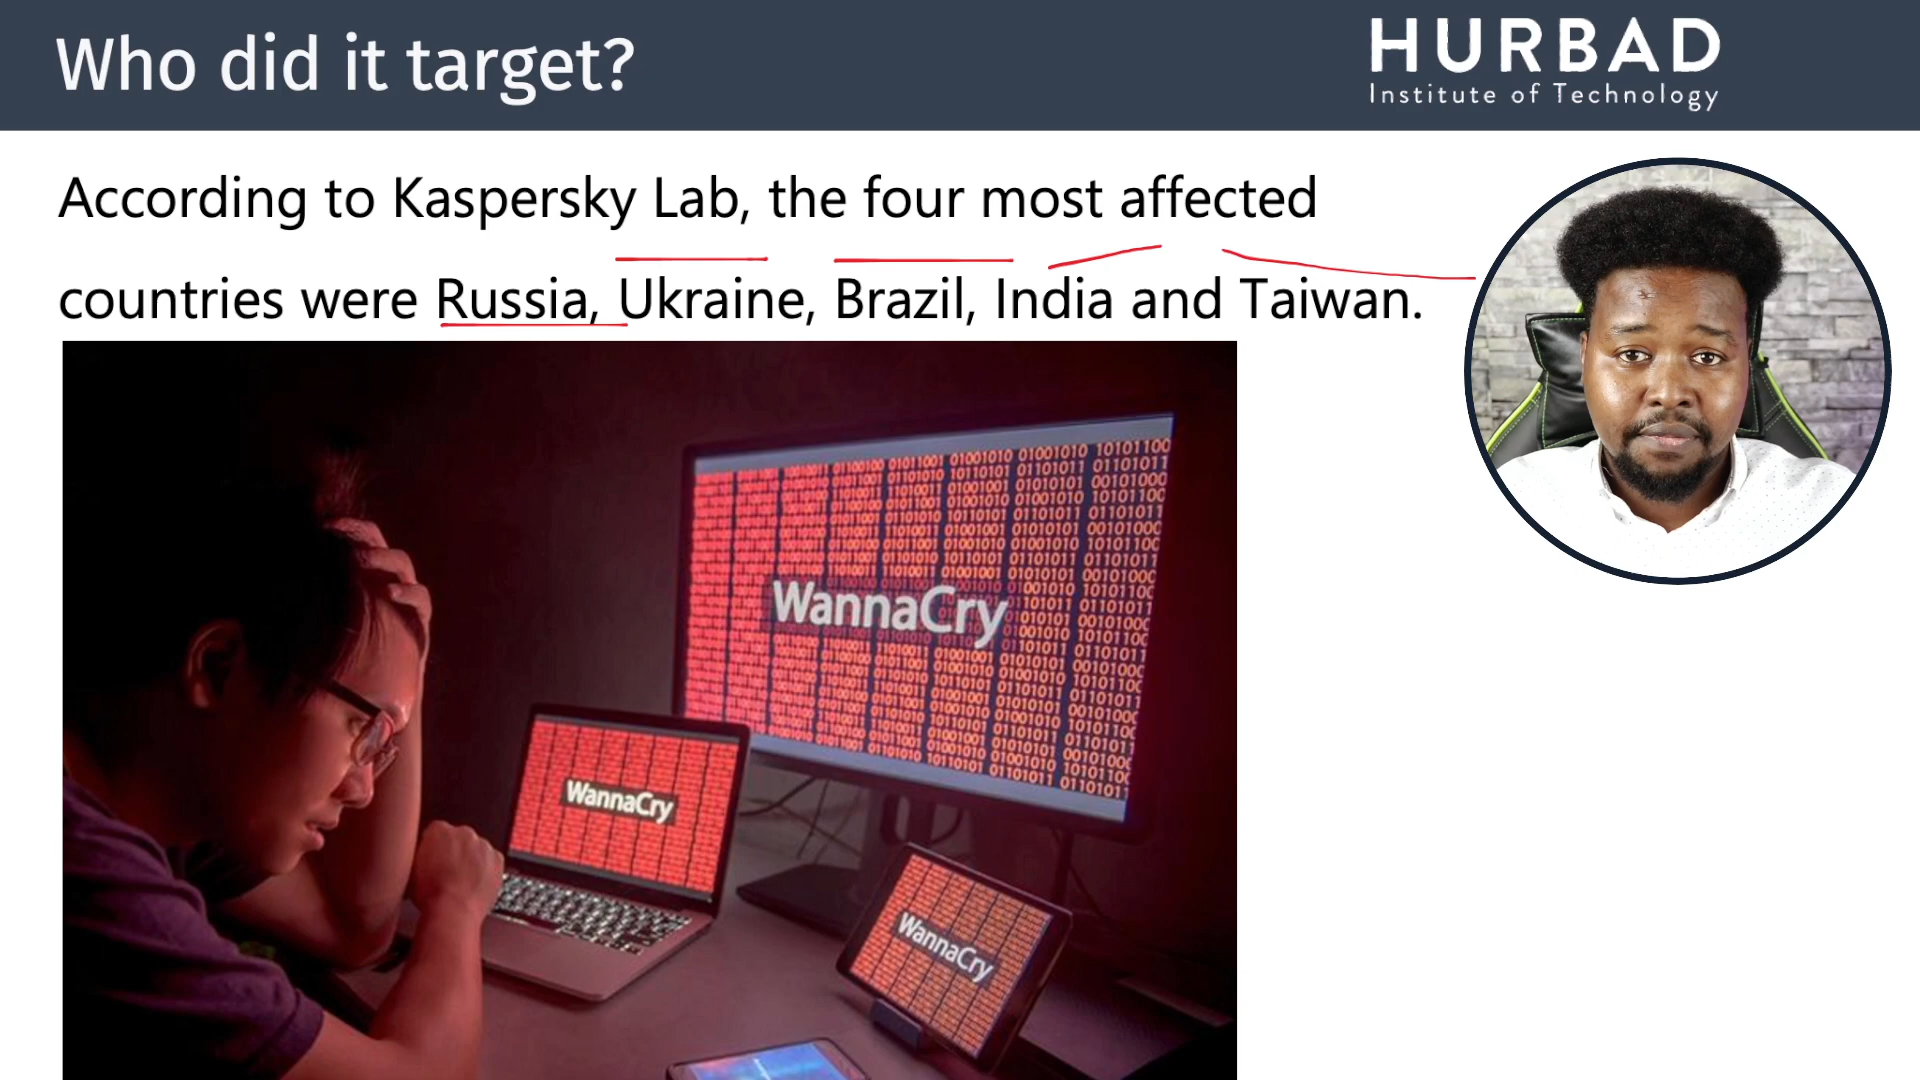 Who did it target?
HURBAD
Institute of Technology
According to Kaspersky Lab, the four most affected
countries were Russia, Ukraine, Brazil, India and Taiwan.
WannaCry
WannaCry
WannaCry